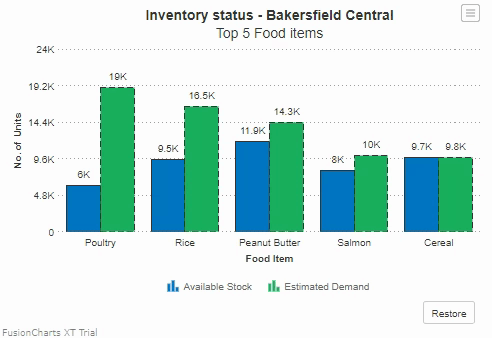 Inventory status - Bakersfield Central
Top 5 Food items
24K
19.2K
14.4K
9.6K
4.8K
0
No. of Units
6K
19K
9.5K
16.5K
11.9K
14.3K
8K
10K
9.7K
9.8K
Poultry
Rice
Peanut Butter
Salmon
Cereal
Food Item
Available Stock
Estimated Demand
Restore
FusionCharts XT Trial